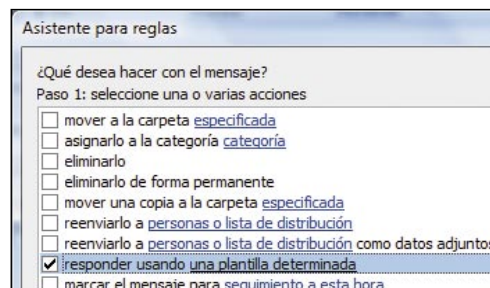 Asistente para reglas
¿Qué desea hacer con el mensaje?
Paso 1: seleccione una o varias acciones
mover a la carpeta especificada
asignarlo a la categoría categoría
eliminarlo
eliminarlo de forma permanente
mover una copia a la carpeta especificada
reenviarlo a personas o lista de distribución
reenviarlo a personas o lista de distribución como datos adjuntos
responder usando una plantilla determinada
marcar el mensaje para seguimiento a esta hora